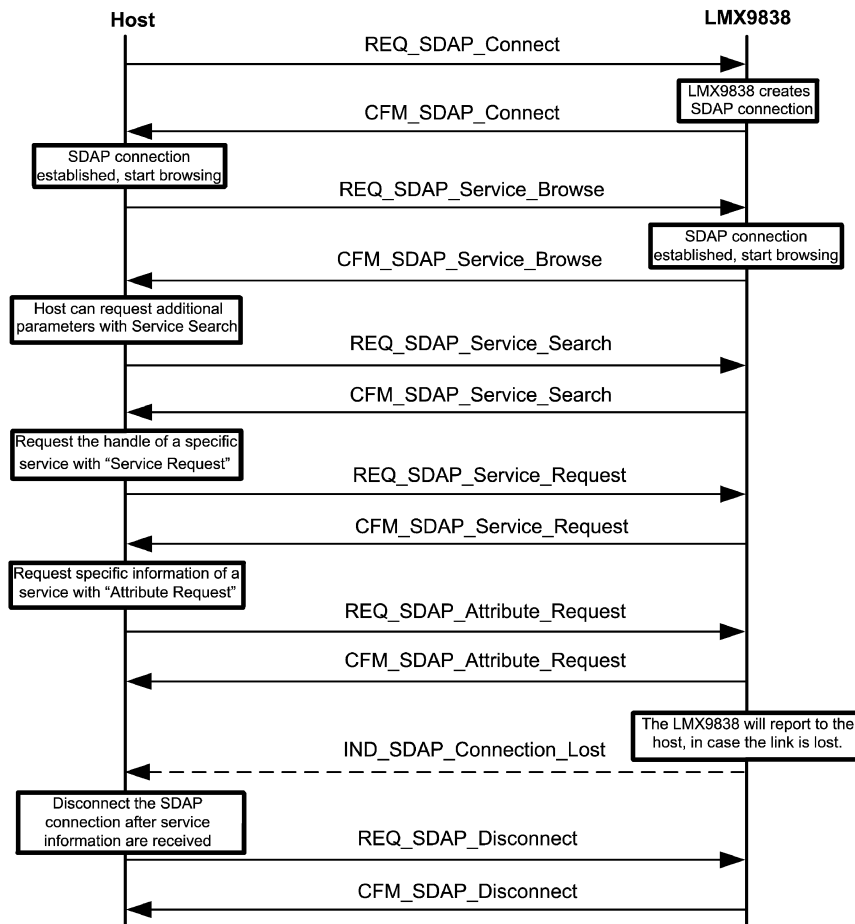 Host
LMX9838
REQ_SDAP_Connect
LMX9838 creates
SDAP connection
CFM_SDAP_Connect
SDAP connection
established, start browsing
REQ_SDAP_Service_Browse
SDAP connection
established, start browsing
CFM_SDAP_Service_Browse
Host can request additional
parameters with Service Search
REQ_SDAP_Service_Search
CFM_SDAP_Service_Search
Request the handle of a specific
service with “Service Request”
REQ_SDAP_Service_Request
CFM_SDAP_Service_Request
Request specific information of a
service with “Attribute Request”
REQ_SDAP_Attribute_Request
CFM_SDAP_Attribute_Request
The LMX9838 will report to the
host, in case the link is lost.
IND_SDAP_Connection_Lost
Disconnect the SDAP
connection after service
information are received
REQ_SDAP_Disconnect
CFM_SDAP_Disconnect